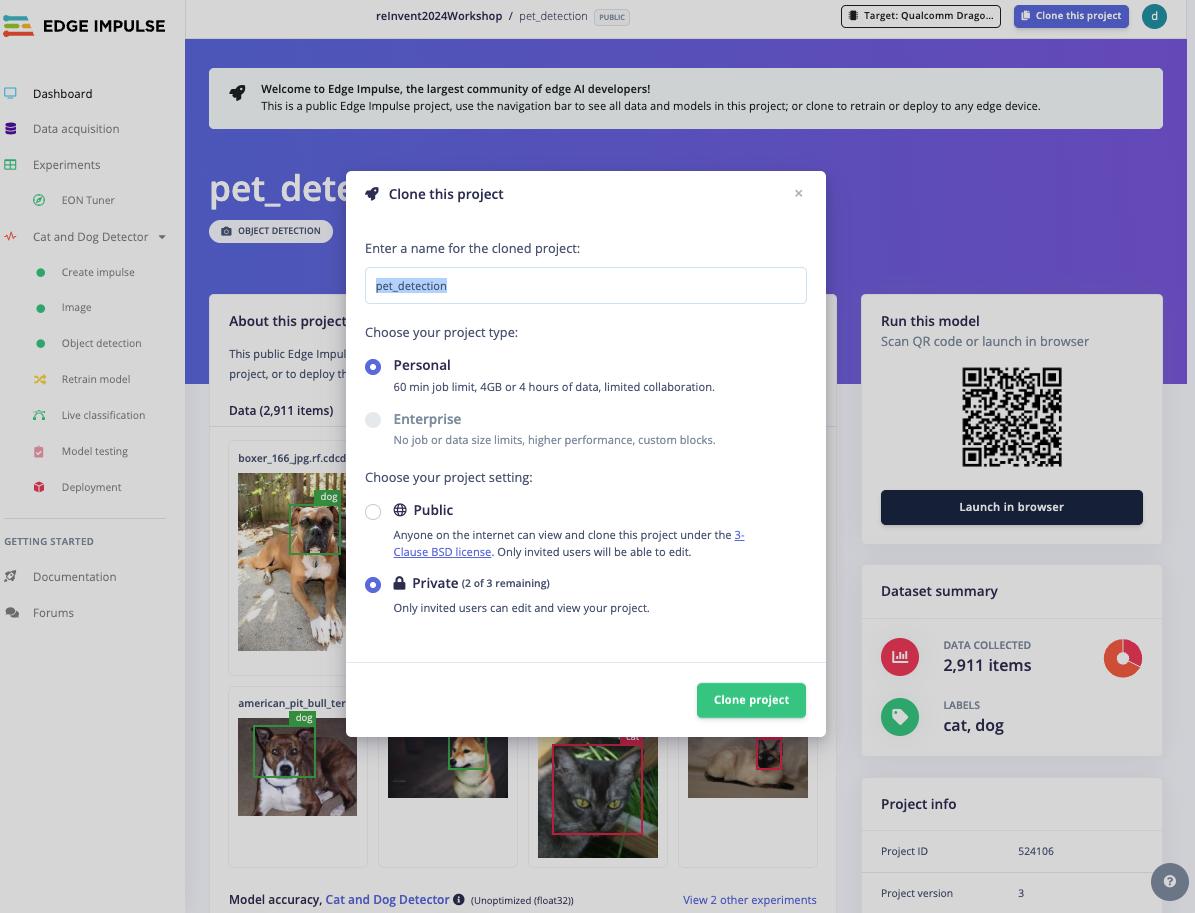 EDGE IMPULSE
reInvent2024Workshop / pet_detection PUBLIC
Target: Qualcomm Drago...
Clone this project
d
Dashboard
Data acquisition
Experiments
EON Tuner
Cat and Dog Detector
Create impulse
Image
Object detection
Retrain model
Live classification
Model testing
Deployment
GETTING STARTED
Documentation
Forums
Welcome to Edge Impulse, the largest community of edge AI developers!
This is a public Edge Impulse project, use the navigation bar to see all data and models in this project; or clone to retrain or deploy to any edge device.
pet_dete
OBJECT DETECTION
About this project
This public Edge Impul
project, or to deploy th
Data (2,911 items)
boxer_166_jpg.rf.cdcd
dog
american_pit_bull_ter
dog
cat
Model accuracy, Cat and Dog Detector (Unoptimized (float32))
View 2 other experiments
Clone this project
×
Enter a name for the cloned project:
pet_detection
Choose your project type:
Personal
60 min job limit, 4GB or 4 hours of data, limited collaboration.
Enterprise
No job or data size limits, higher performance, custom blocks.
Choose your project setting:
Public
Anyone on the internet can view and clone this project under the 3-
Clause BSD license. Only invited users will be able to edit.
Private (2 of 3 remaining)
Only invited users can edit and view your project.
Clone project
Run this model
Scan QR code or launch in browser
Launch in browser
Dataset summary
DATA COLLECTED
2,911 items
LABELS
cat, dog
Project info
Project ID 524106
Project version 3
?